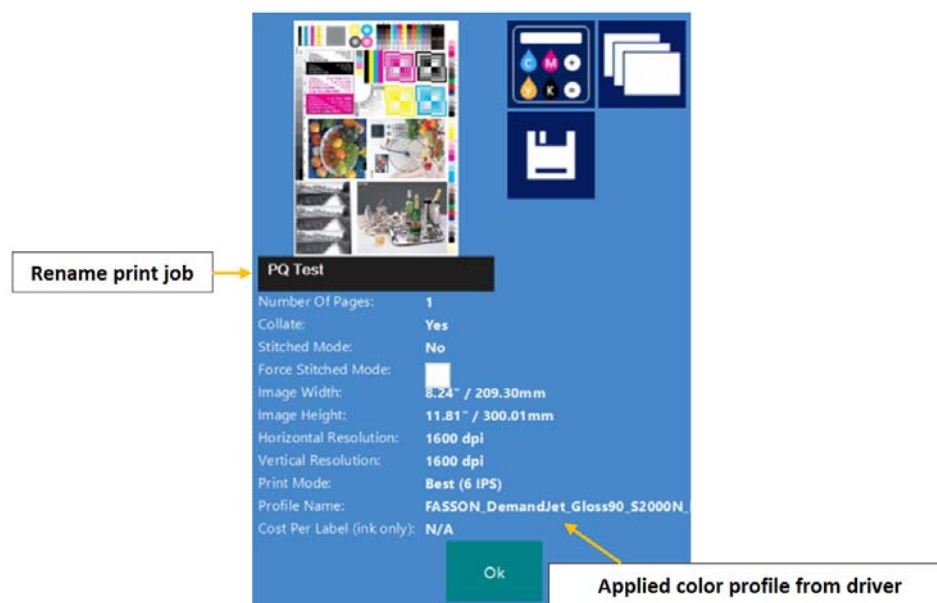 C M +
Y K =
Rename print job
PQ Test
Number Of Pages: 1
Collate: Yes
Stitched Mode: No
Force Stitched Mode:
Image Width: 8.24" / 209.30mm
Image Height: 11.81" / 300.01mm
Horizontal Resolution: 1600 dpi
Vertical Resolution: 1600 dpi
Print Mode: Best (6 IPS)
Profile Name: FASSON_DemandJet_Gloss90_S2000N_
Cost Per Label (ink only): N/A
Ok
Applied color profile from driver